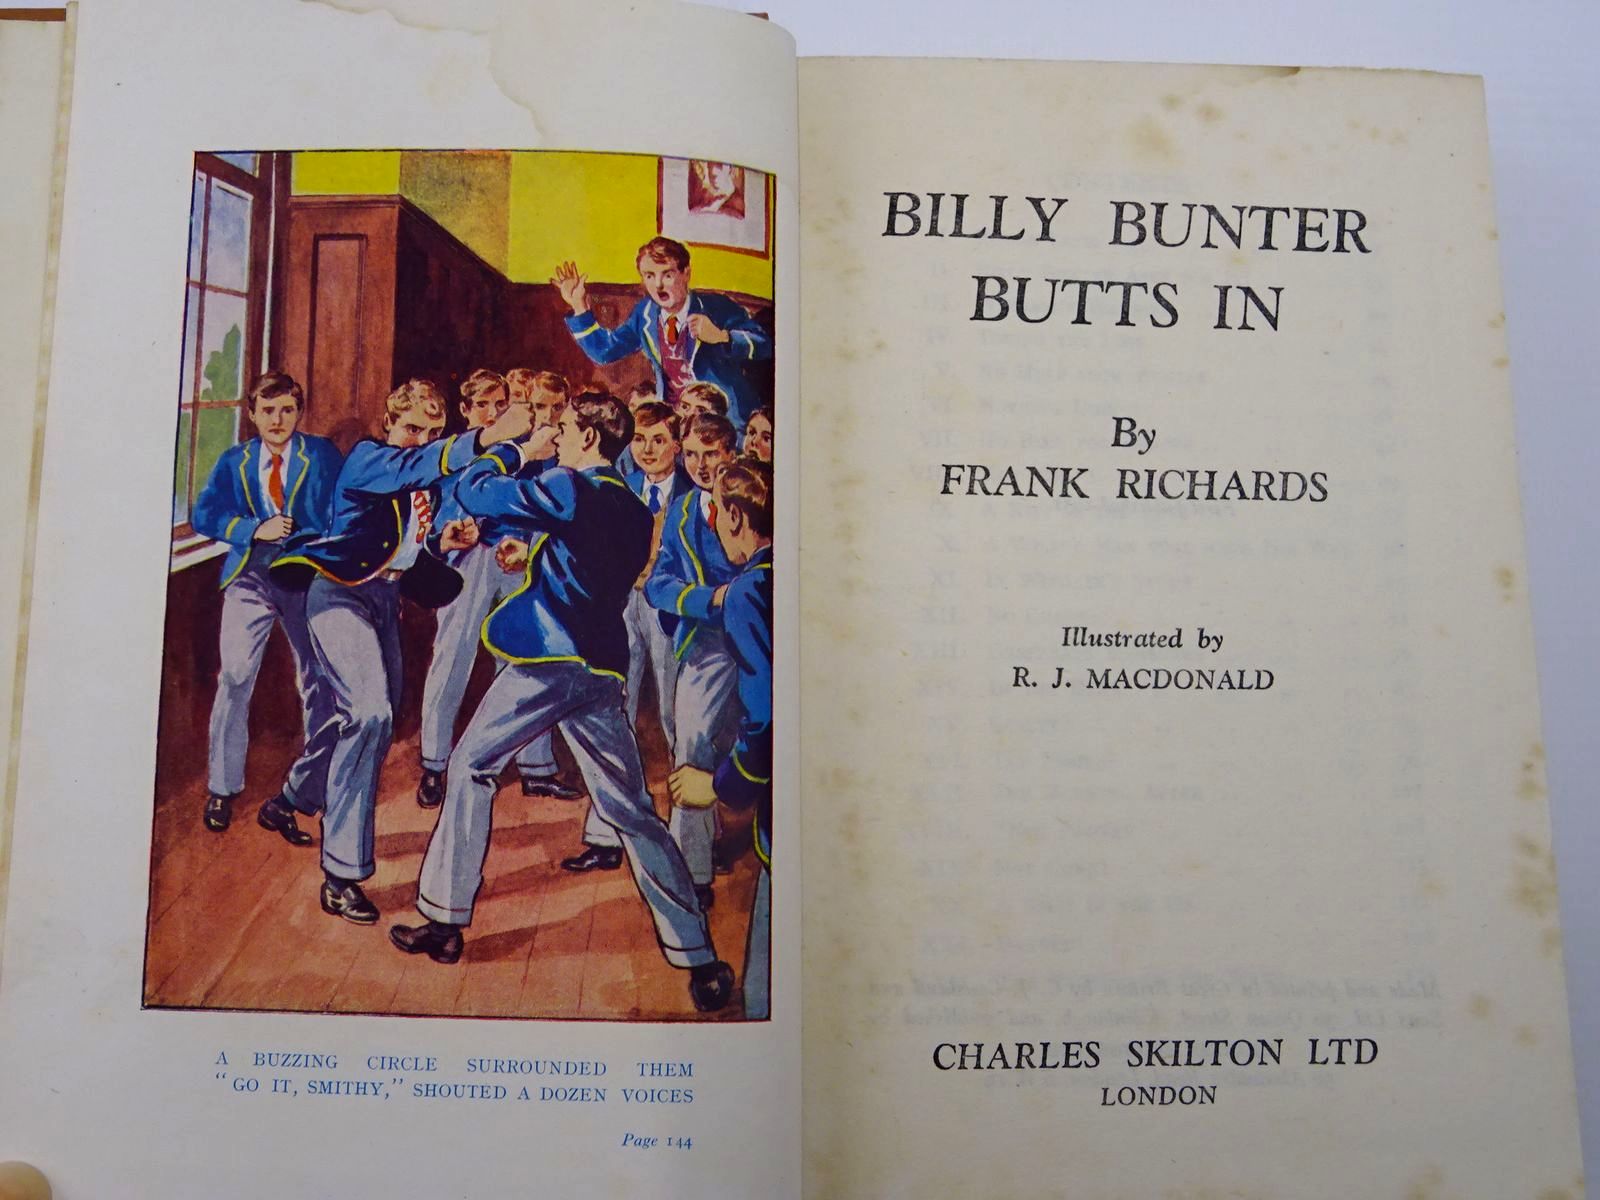 A BUZZING CIRCLE SURROUNDED THEM
“ GO IT, SMITHY,” SHOUTED A DOZEN VOICES
Page 144
BILLY BUNTER
BUTTS IN
By
FRANK RICHARDS
Illustrated by
R. J. MACDONALD
CHARLES SKILTON LTD
LONDON